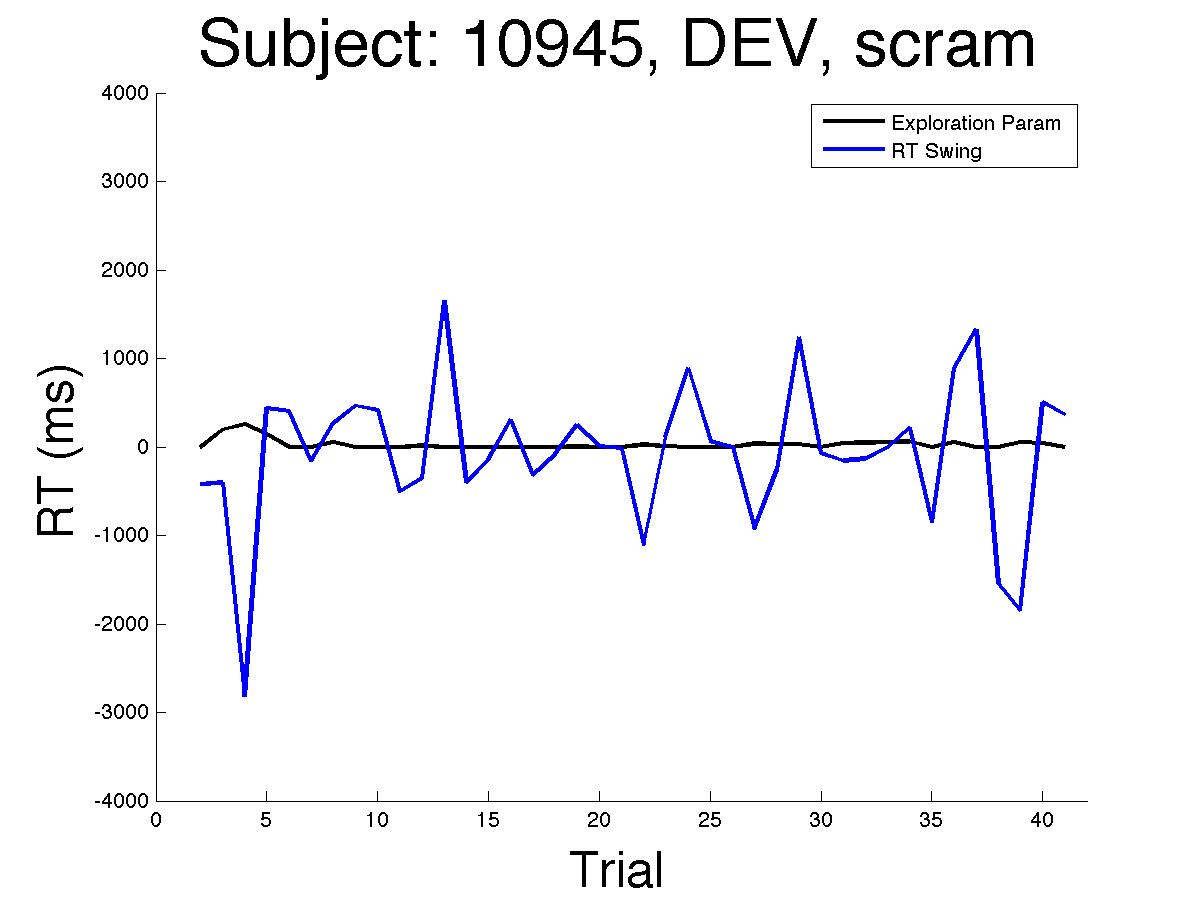 Subject: 10945, DEV, scram
4000
3000
2000
1000
0
-1000
-2000
-3000
-4000
RT (ms)
Exploration Param
RT Swing
0 5 10 15 20 25 30 35 40
Trial